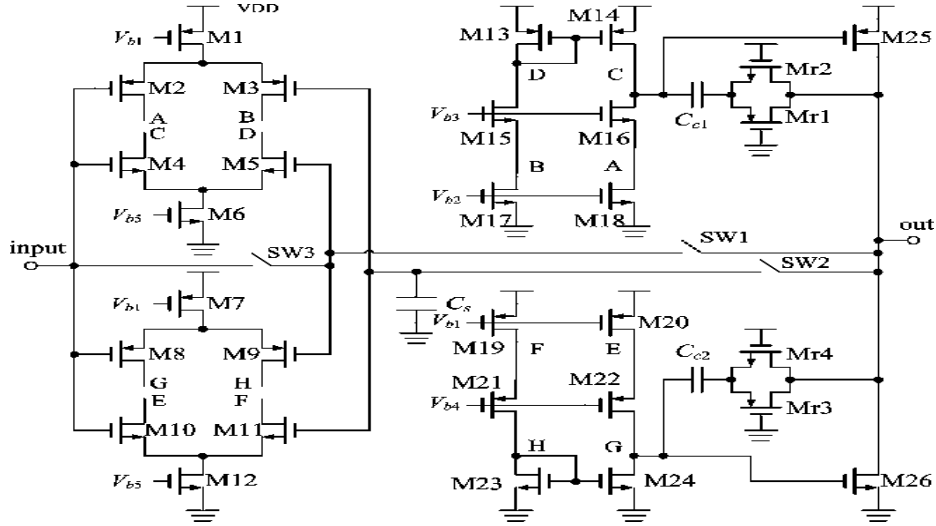 VDD
Vb1
M1
M2
M3
A
B
C
D
M4
M5
Vb5
M6
input
SW3
Vb1
M7
M8
M9
G
H
E
F
M10
M11
Vb5
M12
M13
M14
M25
D
C
Mr2
Cc1
Mr1
Vb3
M15
M16
B
A
Vb2
M17
M18
out
SW1
SW2
Cs
Vb1
M19
M20
F
E
Cc2
Mr4
M21
M22
Mr3
Vb4
H
G
M23
M24
M26